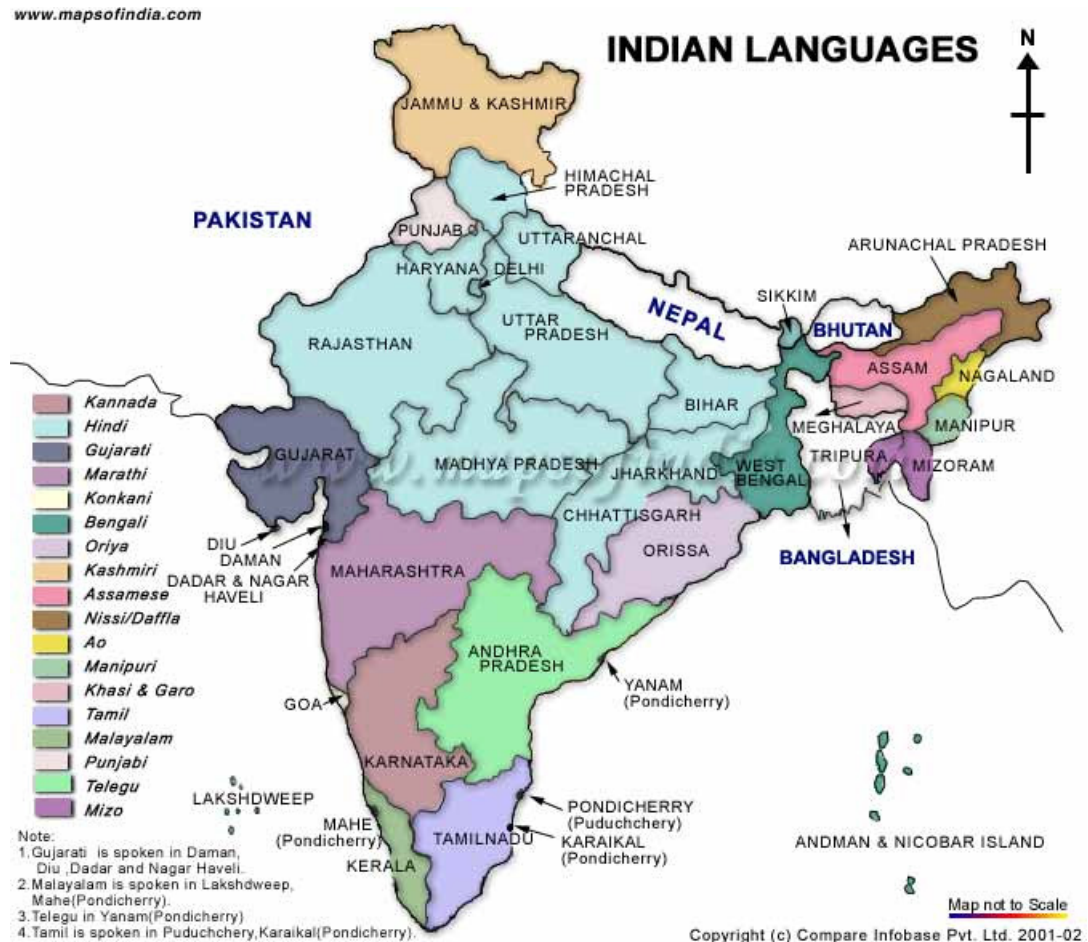 www.mapsofindia.com
INDIAN LANGUAGES
N
JAMMU & KASHMIR
HIMACHAL
PRADESH
PAKISTAN
PUNJAB
UTTARANCHAL
ARUNACHAL PRADESH
HARYANA
DELHI
SIKKIM
NEPAL
BHUTAN
UTTAR
PRADESH
RAJASTHAN
ASSAM
NAGALAND
BIHAR
MEGHALAYA
MANIPUR
GUJARAT
MADHYA PRADESH
JHARKHAND
WEST
BENGAL
TRIPURA
MIZORAM
CHHATTISGARH
DIU
DAMAN
DADAR & NAGAR
HAVELI
ORISSA
BANGLADESH
MAHARASHTRA
ANDHRA
PRADESH
YANAM
(Pondicherry)
GOA
KARNATAKA
LAKSHDWEEP
MAHE
(Pondicherry)
PONDICHERRY
(Puduchchery)
TAMILNADU
KARAIKAL
(Pondicherry)
KERALA
ANDMAN & NICOBAR ISLAND
Kannada
Hindi
Gujarati
Marathi
Konkani
Bengali
Oriya
Kashmiri
Assamese
Nissi/Daffla
Ao
Manipuri
Khasi & Garo
Tamil
Malayalam
Punjabi
Telegu
Mizo
Note:
1.Gujarati is spoken in Daman,
Diu ,Dadar and Nagar Haveli.
2.Malayalam is spoken in Lakshdweep,
Mahe(Pondicherry).
3.Telegu in Yanam(Pondicherry)
4.Tamil is spoken in Puduchchery,Karaikal(Pondicherry).
Map not to Scale
Copyright (c) Compare Infobase Pvt. Ltd. 2001-02